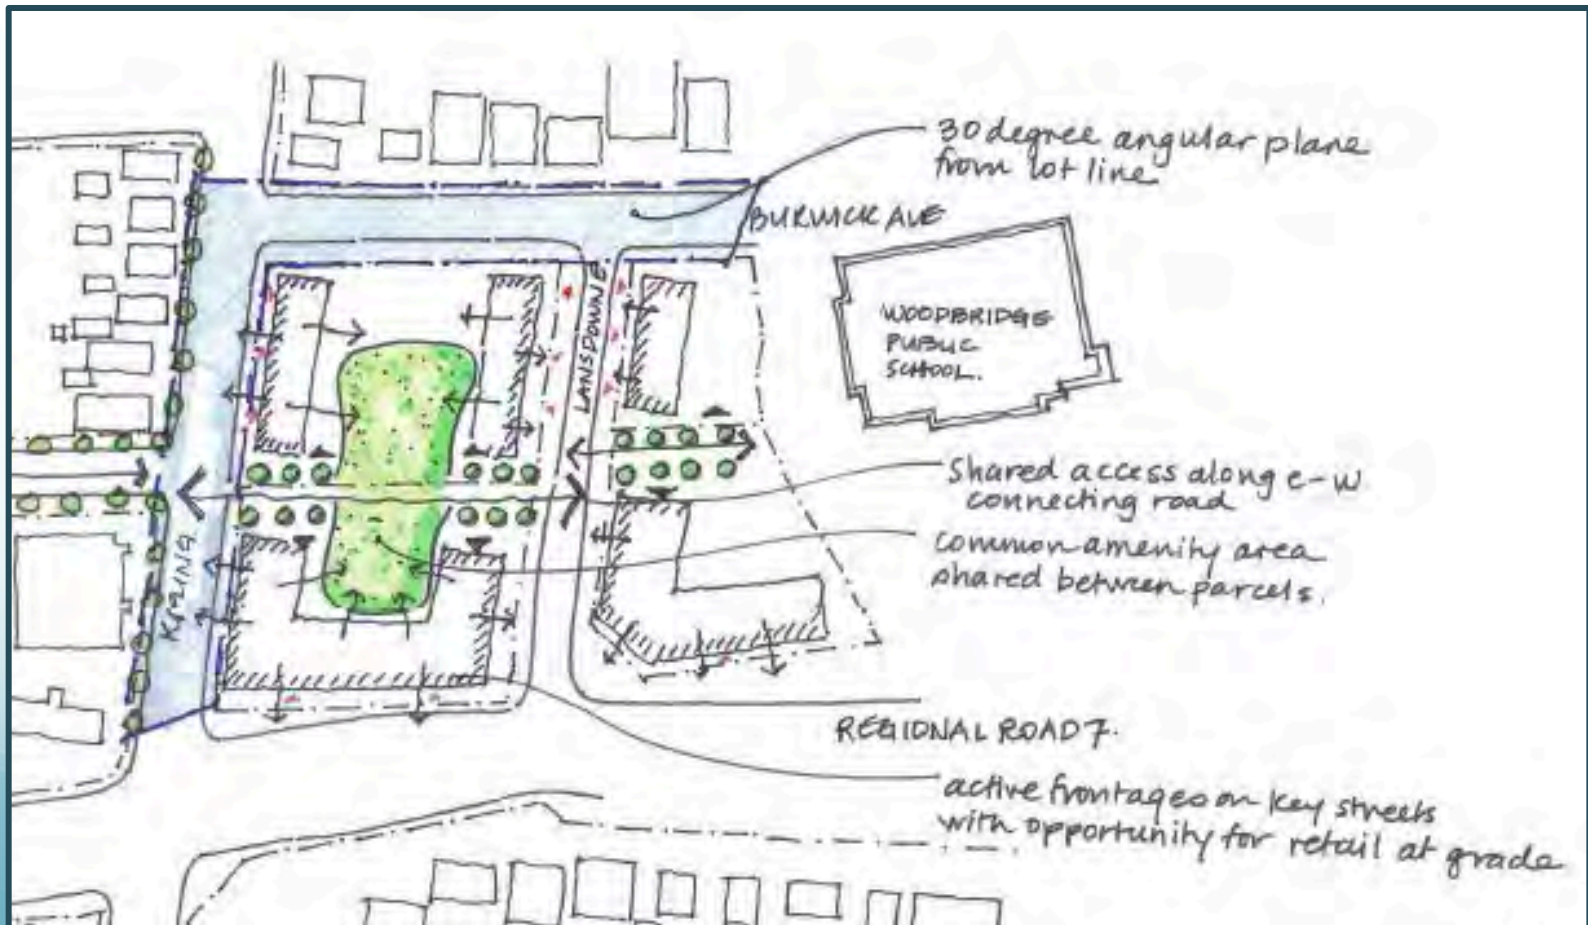 30 degree angular plane
from lot line
BURWICK AVE
LANSDOWNE
WOODBRIDGE
PUBLIC
SCHOOL.
Shared access along e-w
connecting road
common amenity area
shared between parcels.
KIPLING
REGIONAL ROAD 7.
active frontages on key streets
with opportunity for retail at grade